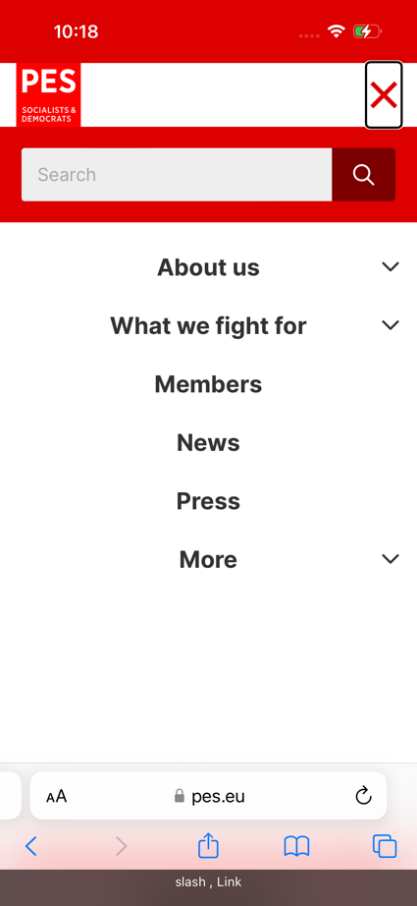 10:18
PES
SOCIALISTS &
DEMOCRATS
Search
About us
What we fight for
Members
News
Press
More
AA
pes.eu
slash , Link